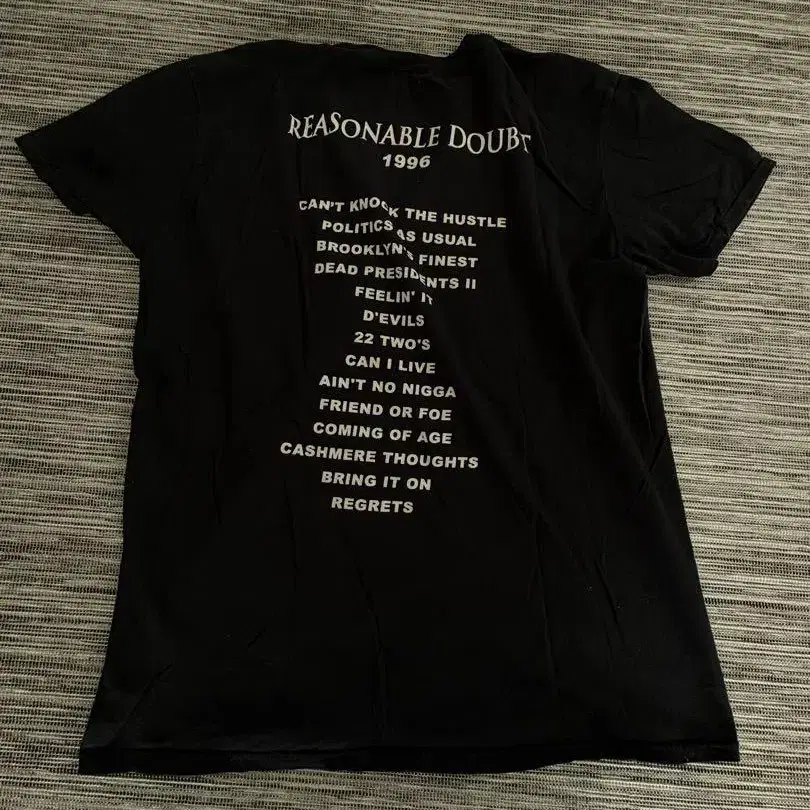 REASONABLE DOUBT
1996
CAN'T KNOCK THE HUSTLE
POLITICS AS USUAL
BROOKLYN'S FINEST
DEAD PRESIDENTS II
FEELIN' IT
D'EVILS
22 TWO'S
CAN I LIVE
AIN'T NO NIGGA
FRIEND OR FOE
COMING OF AGE
CASHMERE THOUGHTS
BRING IT ON
REGRETS